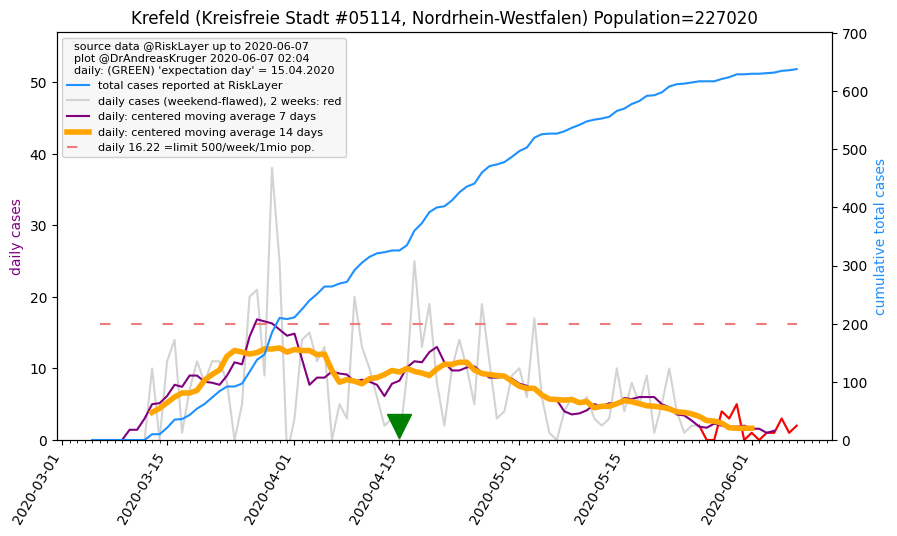 Krefeld (Kreisfreie Stadt #05114, Nordrhein-Westfalen) Population=227020
source data @RiskLayer up to 2020-06-07
plot @DrAndreasKruger 2020-06-07 02:04
daily: (GREEN) 'expectation day' = 15.04.2020
total cases reported at RiskLayer
daily cases (weekend-flawed), 2 weeks: red
daily: centered moving average 7 days
daily: centered moving average 14 days
daily 16.22 =limit 500/week/1mio pop.
daily cases
50
40
30
20
10
0
cumulative total cases
700
600
500
400
300
200
100
0
2020-03-01
2020-03-15
2020-04-01
2020-04-15
2020-05-01
2020-05-15
2020-06-01